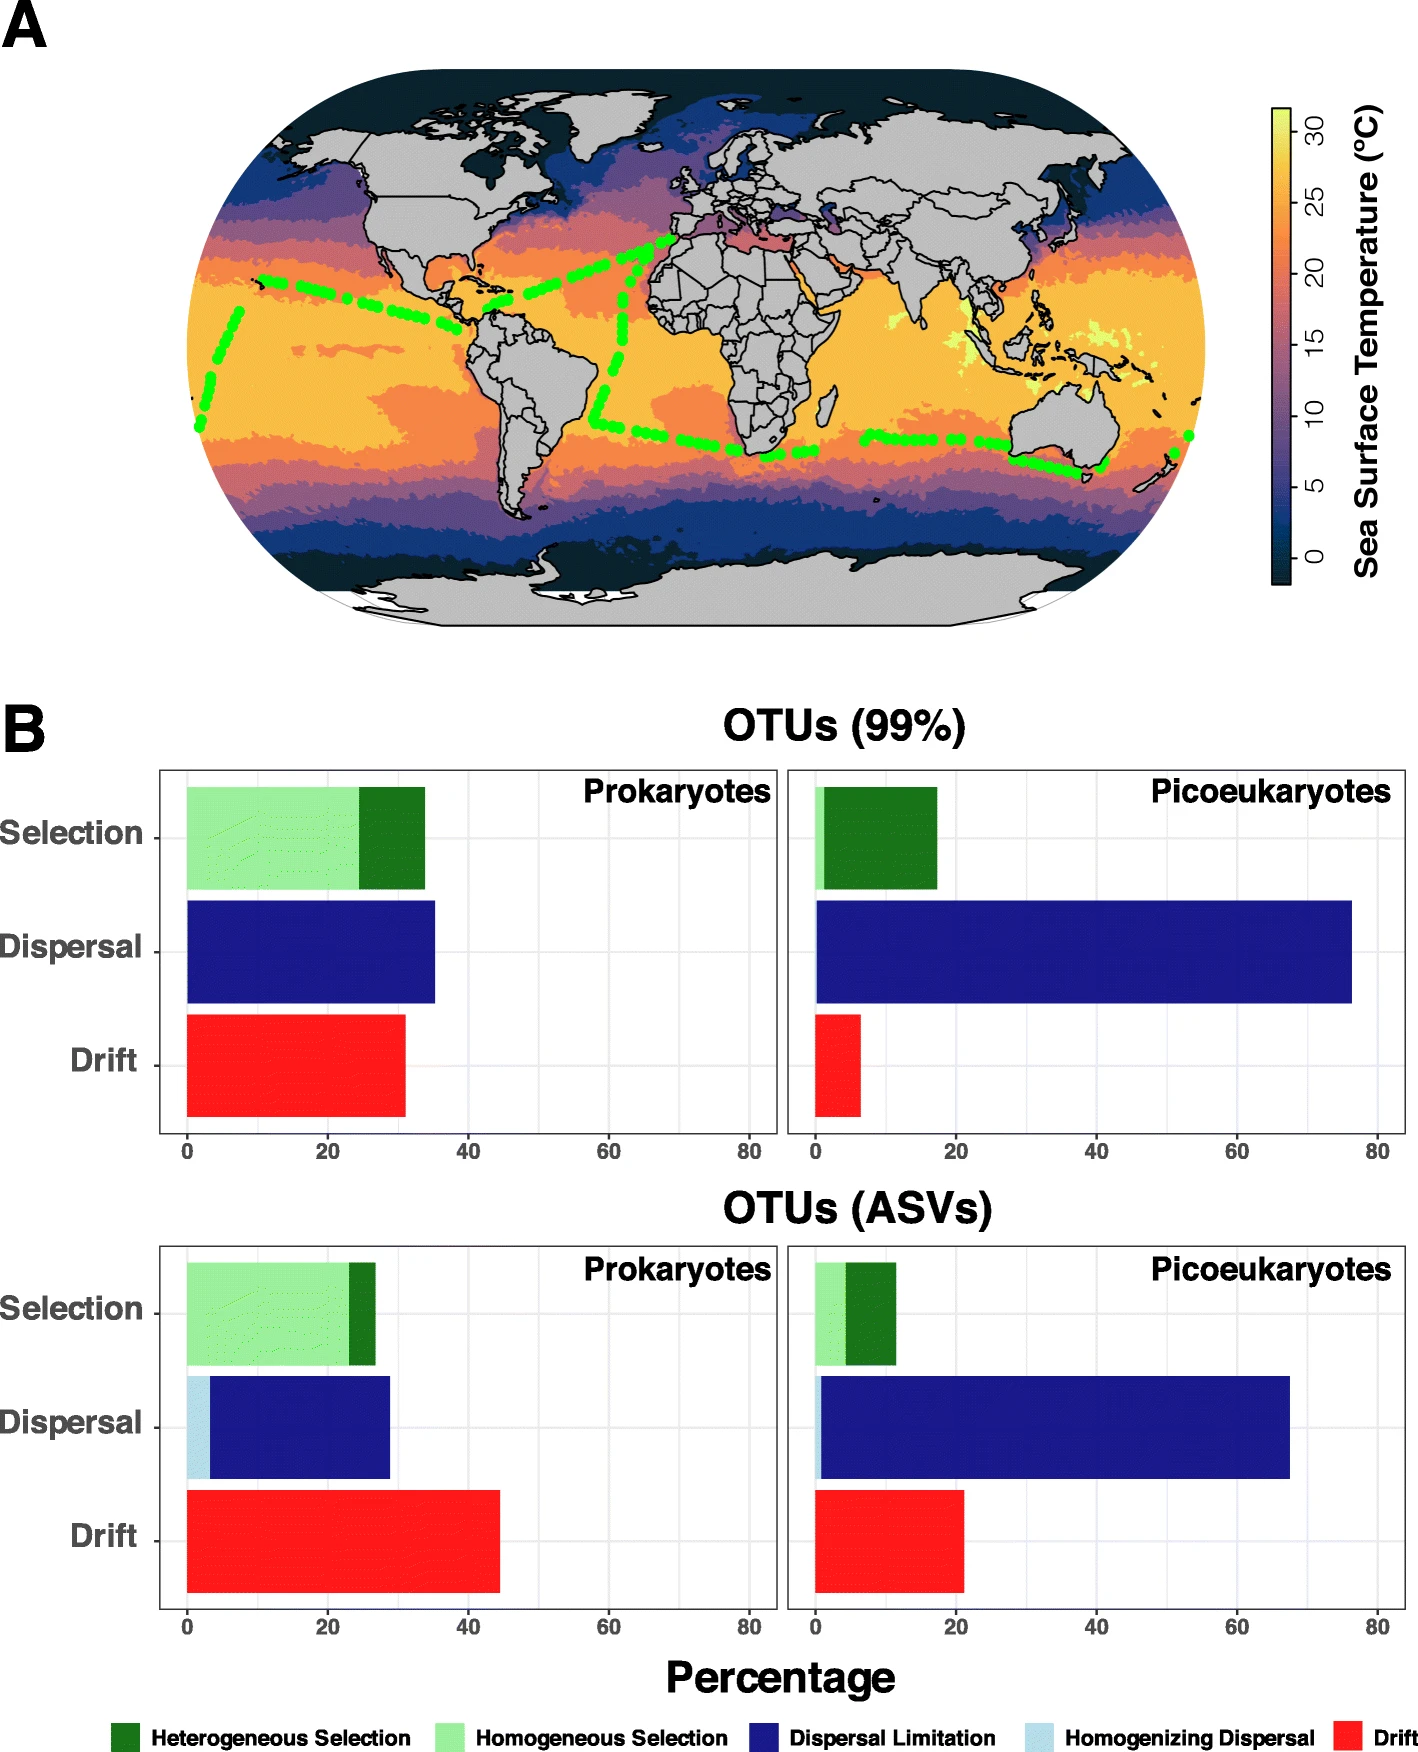 A
30
25
20
15
10
5
0
Sea Surface Temperature (°C)
B
OTUs (99%)
Prokaryotes
Picoeukaryotes
Selection
Dispersal
Drift
0 20 40 60 80
0 20 40 60 80
OTUs (ASVs)
Prokaryotes
Picoeukaryotes
Selection
Dispersal
Drift
0 20 40 60 80
0 20 40 60 80
Percentage
Heterogeneous Selection Homogeneous Selection Dispersal Limitation Homogenizing Dispersal Drift